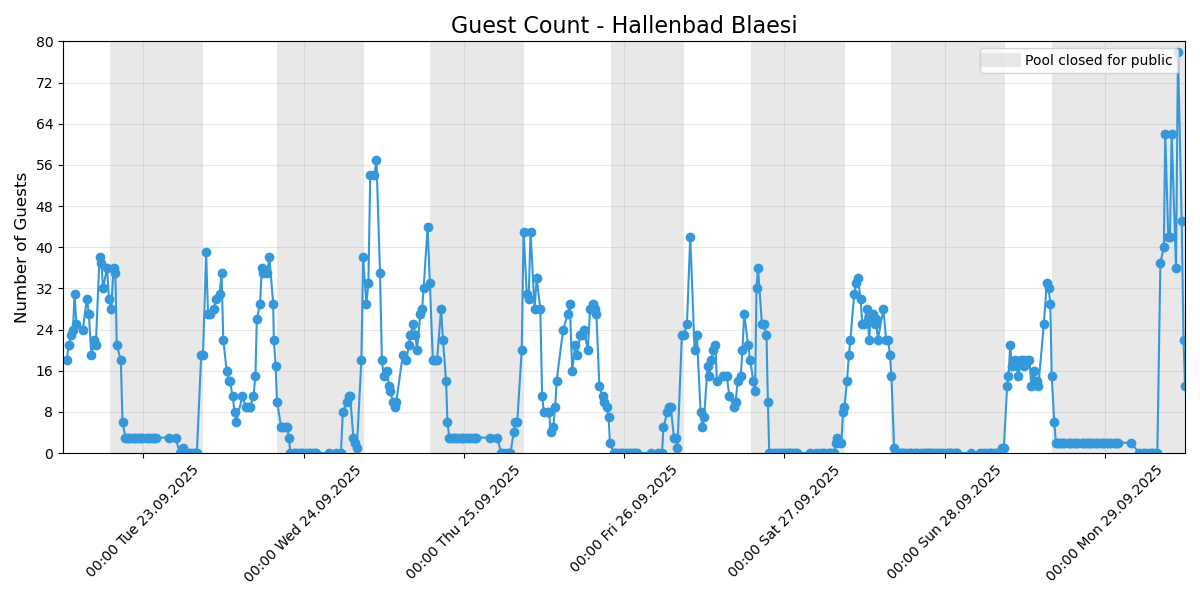 Guest Count - Hallenbad Blaesi
Number of Guests
80
72
64
56
48
40
32
24
16
8
0
Pool closed for public
00:00 Tue 23.09.2025
00:00 Wed 24.09.2025
00:00 Thu 25.09.2025
00:00 Fri 26.09.2025
00:00 Sat 27.09.2025
00:00 Sun 28.09.2025
00:00 Mon 29.09.2025